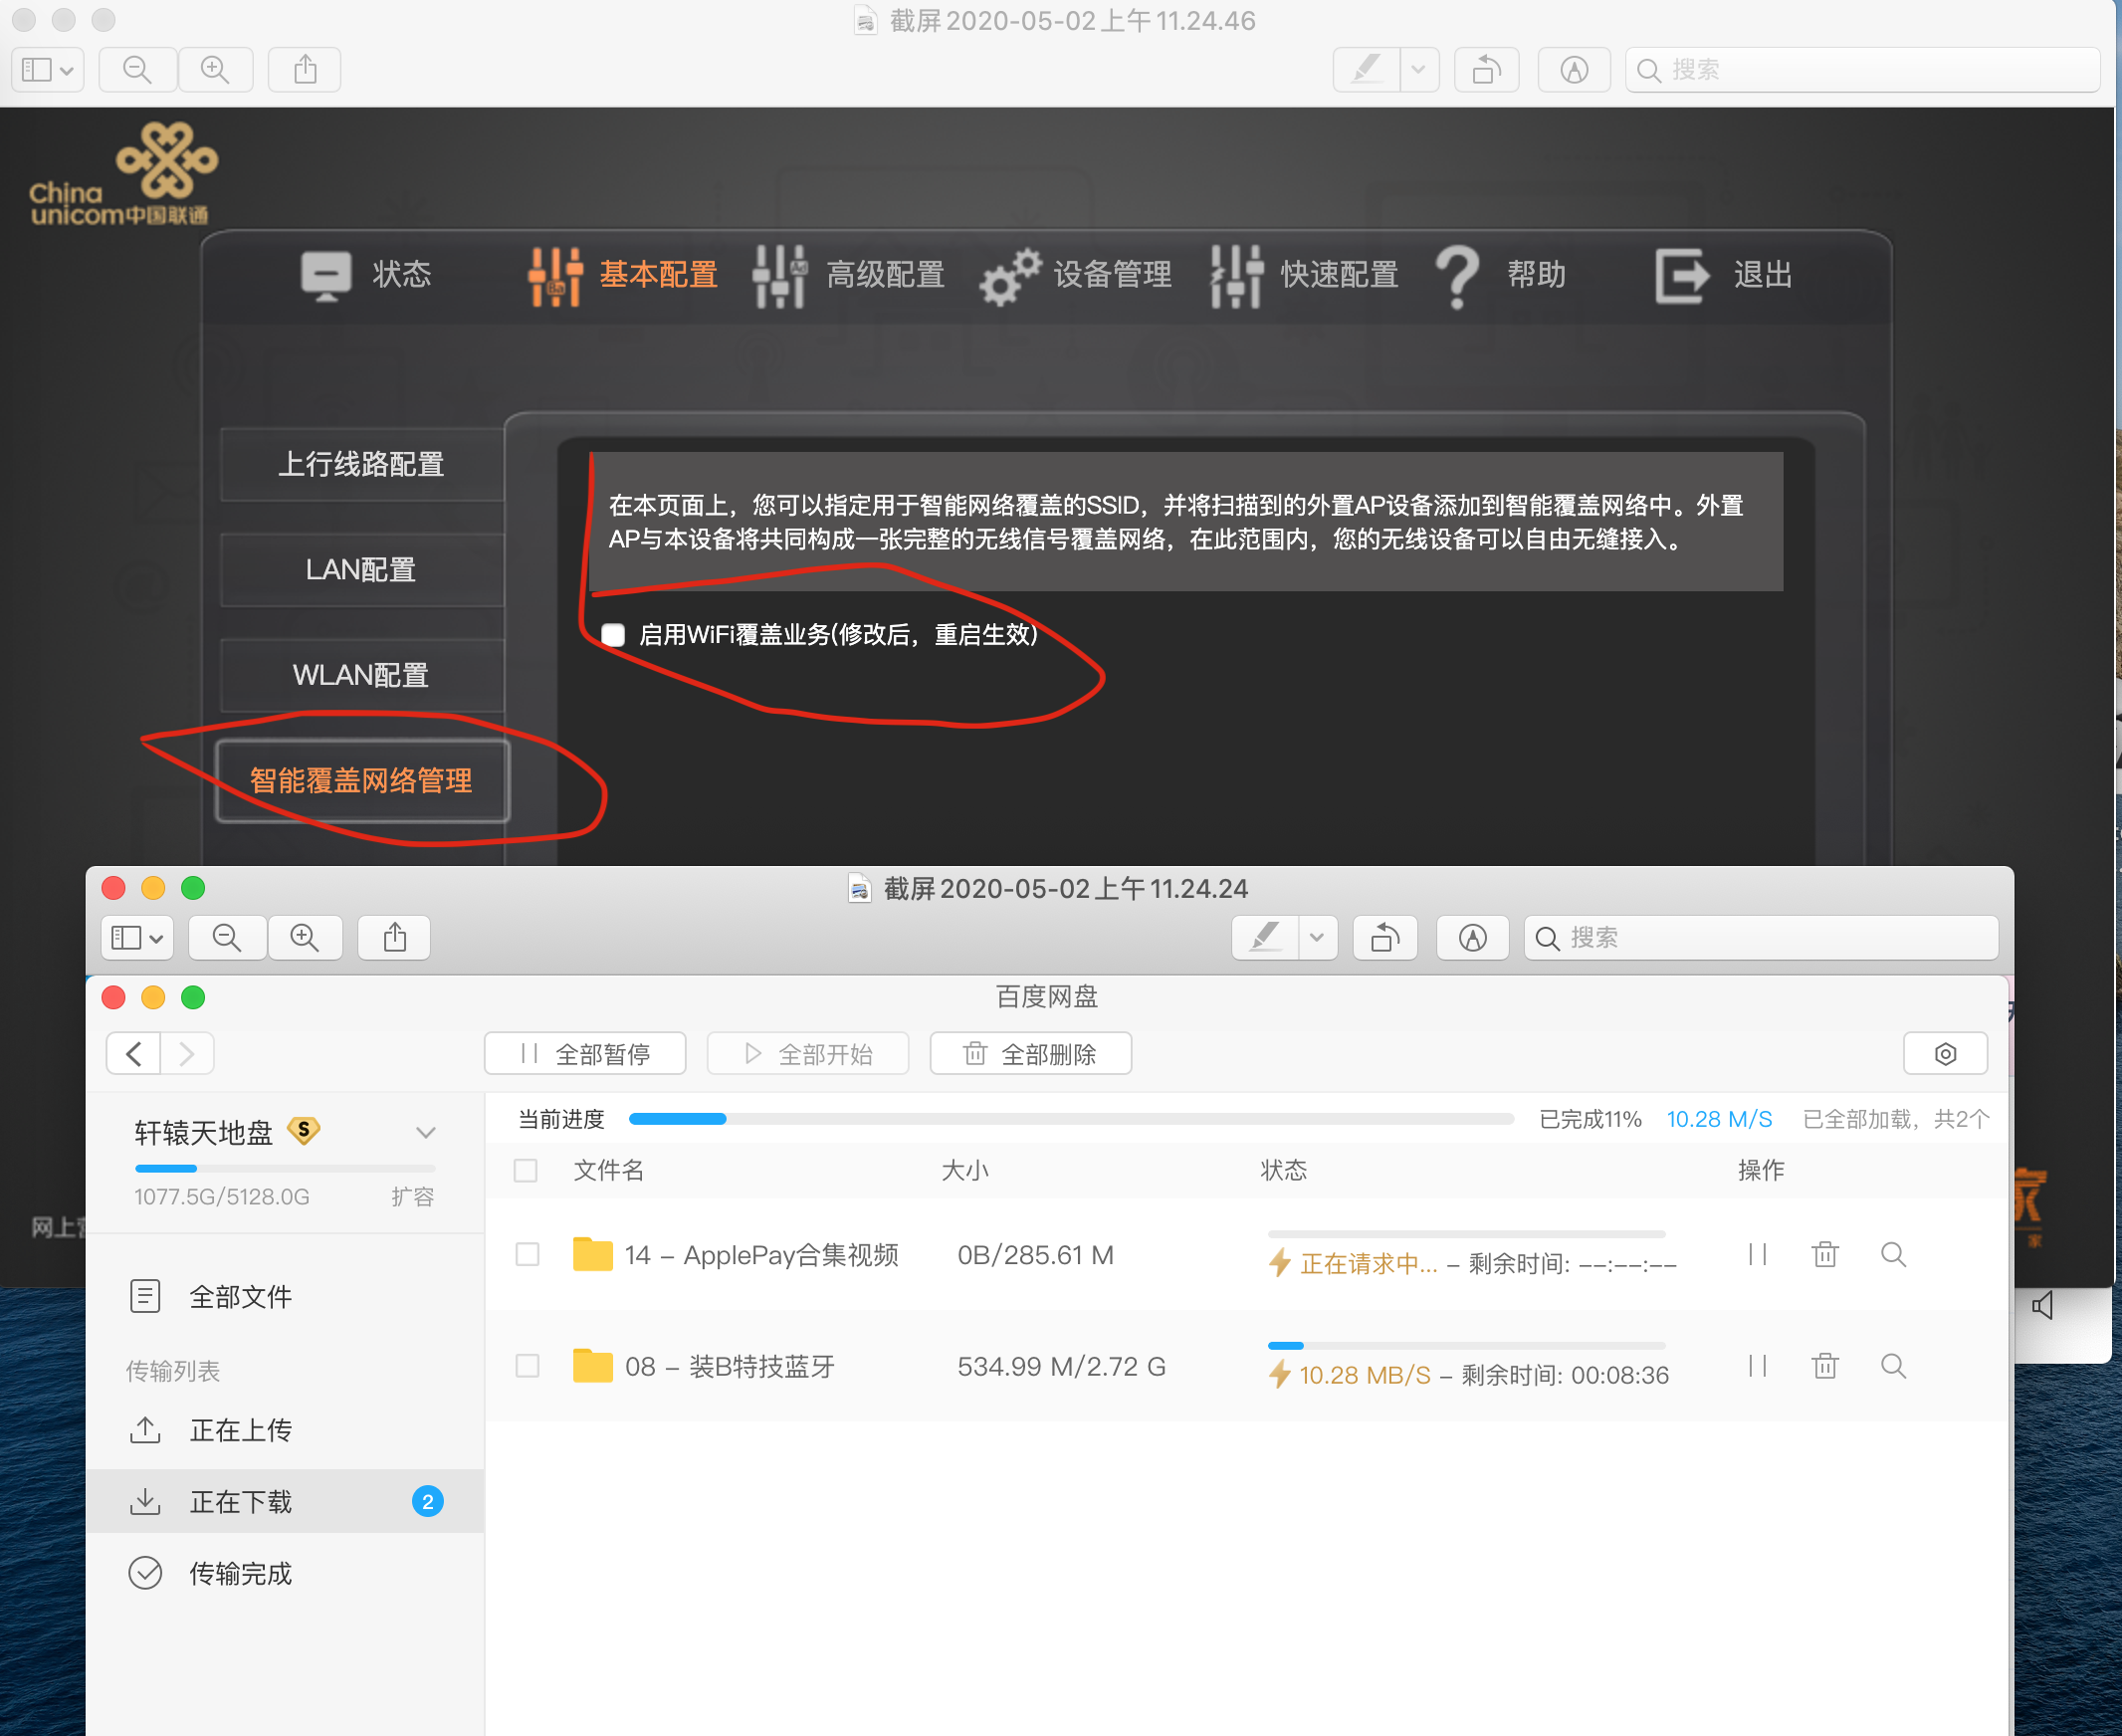 截屏2020-05-02上午11.24.46
搜索
China
unicom中国联通
状态
基本配置
高级配置
设备管理
快速配置
帮助
退出
上行线路配置
LAN配置
WLAN配置
智能覆盖网络管理
在本页面上，您可以指定用于智能网络覆盖的SSID，并将扫描到的外置AP设备添加到智能覆盖网络中。外置
AP与本设备将共同构成一张完整的无线信号覆盖网络，在此范围内，您的无线设备可以自由无缝接入。
启用WiFi覆盖业务(修改后，重启生效)
网上
家
家
截屏2020-05-02上午11.24.24
搜索
百度网盘
全部暂停
全部开始
全部删除
轩辕天地盘
S
1077.5G/5128.0G
扩容
全部文件
传输列表
正在上传
正在下载
2
传输完成
当前进度
已完成11%
10.28 M/S
已全部加载，共2个
文件名
大小
状态
操作
14 – ApplePay合集视频
0B/285.61 M
正在请求中... – 剩余时间: --:--:--
08 – 装B特技蓝牙
534.99 M/2.72 G
10.28 MB/S – 剩余时间: 00:08:36